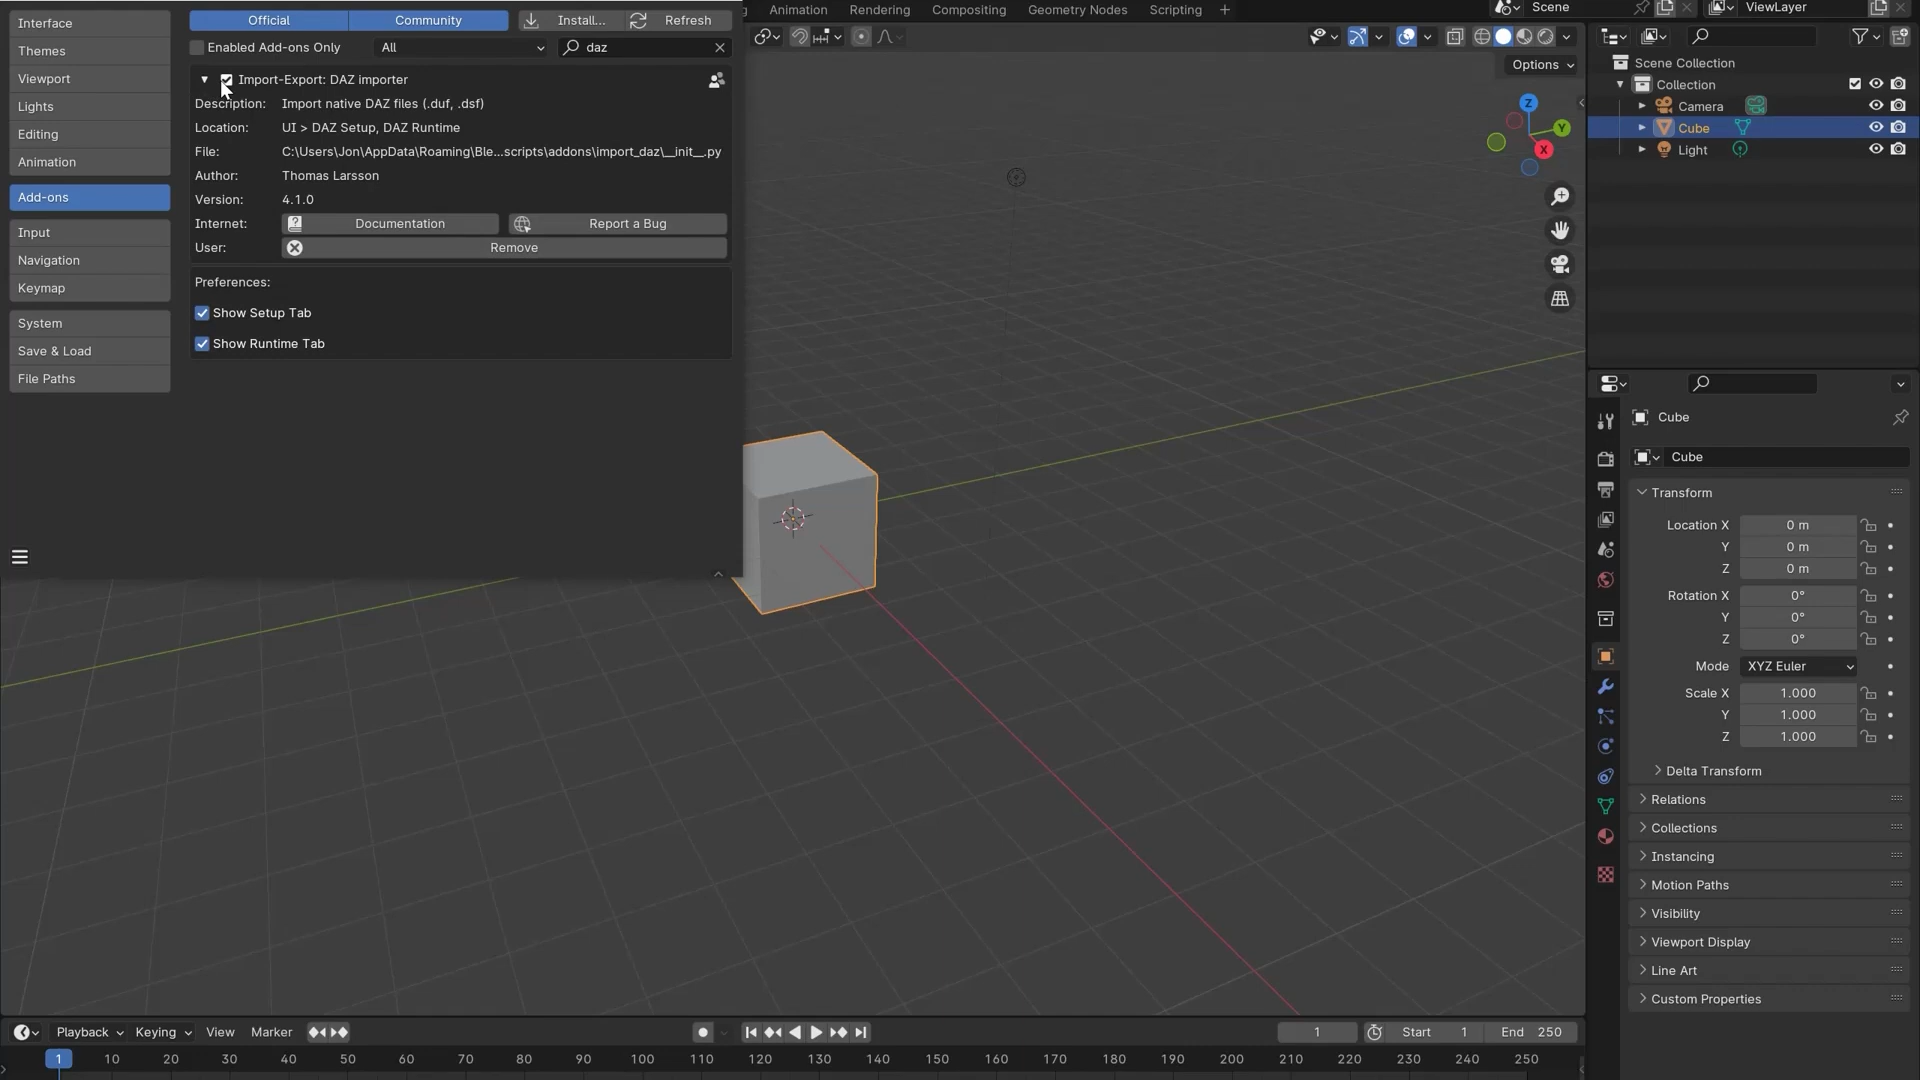 Interface
Themes
Viewport
Lights
Editing
Animation
Add-ons
Input
Navigation
Keymap
System
Save & Load
File Paths
Official
Community
Install...
Refresh
Enabled Add-ons Only
All
daz
Import-Export: DAZ importer
Description: Import native DAZ files (.duf, .dsf)
Location: UI > DAZ Setup, DAZ Runtime
File: C:\Users\Jon\AppData\Roaming\Ble...scripts\addons\import_daz\__init__.py
Author: Thomas Larsson
Version: 4.1.0
Internet: Documentation Report a Bug
User: Remove
Preferences:
Show Setup Tab
Show Runtime Tab
Animation Rendering Compositing Geometry Nodes Scripting
Scene
ViewLayer
Options
Z
Y
X
Scene Collection
Collection
Camera
Cube
Light
Cube
Cube
Transform
Location X 0 m
Y 0 m
Z 0 m
Rotation X 0°
Y 0°
Z 0°
Mode XYZ Euler
Scale X 1.000
Y 1.000
Z 1.000
Delta Transform
Relations
Collections
Instancing
Motion Paths
Visibility
Viewport Display
Line Art
Custom Properties
Playback Keying View Marker
1 Start 1 End 250
1 10 20 30 40 50 60 70 80 90 100 110 120 130 140 150 160 170 180 190 200 210 220 230 240 250